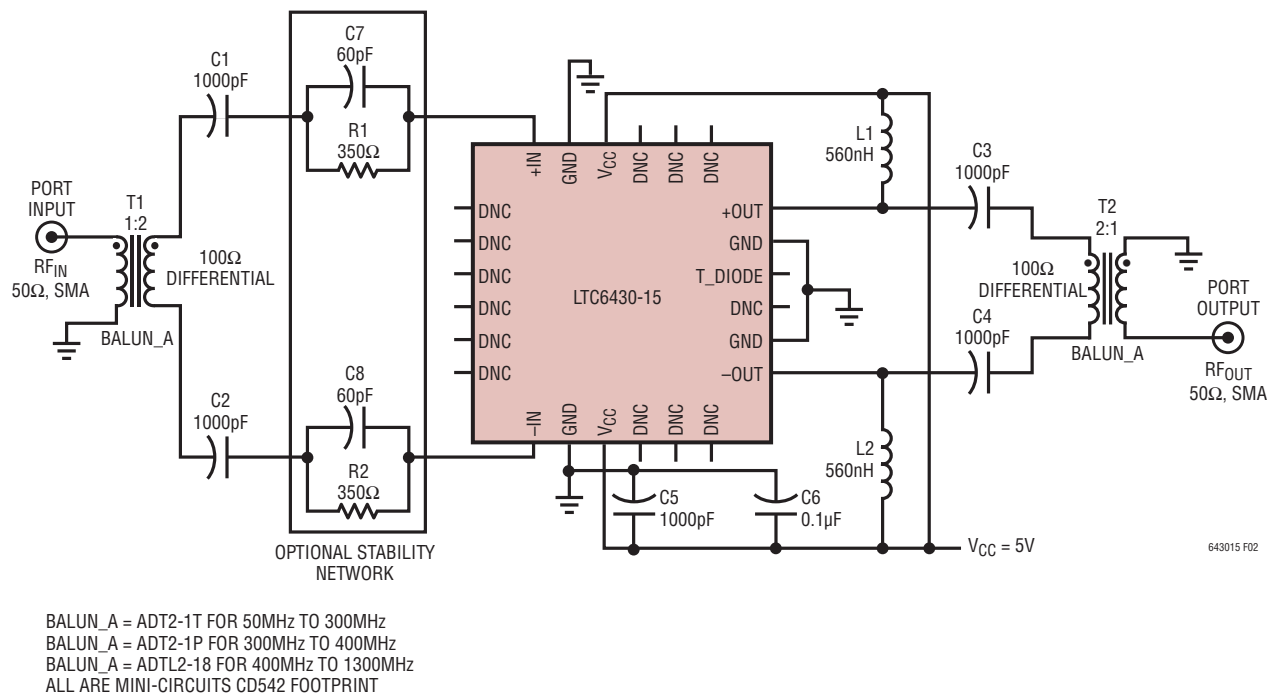 C1
1000pF
C7
60pF
R1
350Ω
+IN
GND
VCC
DNC
DNC
DNC
L1
560nH
C3
1000pF
PORT
INPUT
RFIN
50Ω, SMA
T1
1:2
100Ω
DIFFERENTIAL
BALUN_A
DNC
DNC
DNC
DNC
DNC
DNC
LTC6430-15
+OUT
GND
T_DIODE
DNC
GND
–OUT
100Ω
DIFFERENTIAL
T2
2:1
BALUN_A
PORT
OUTPUT
RFOUT
50Ω, SMA
C4
1000pF
C2
1000pF
C8
60pF
R2
350Ω
–IN
GND
VCC
DNC
DNC
DNC
L2
560nH
C5
1000pF
C6
0.1µF
VCC = 5V
OPTIONAL STABILITY
NETWORK
643015 F02
BALUN_A = ADT2-1T FOR 50MHz TO 300MHz
BALUN_A = ADT2-1P FOR 300MHz TO 400MHz
BALUN_A = ADTL2-18 FOR 400MHz TO 1300MHz
ALL ARE MINI-CIRCUITS CD542 FOOTPRINT